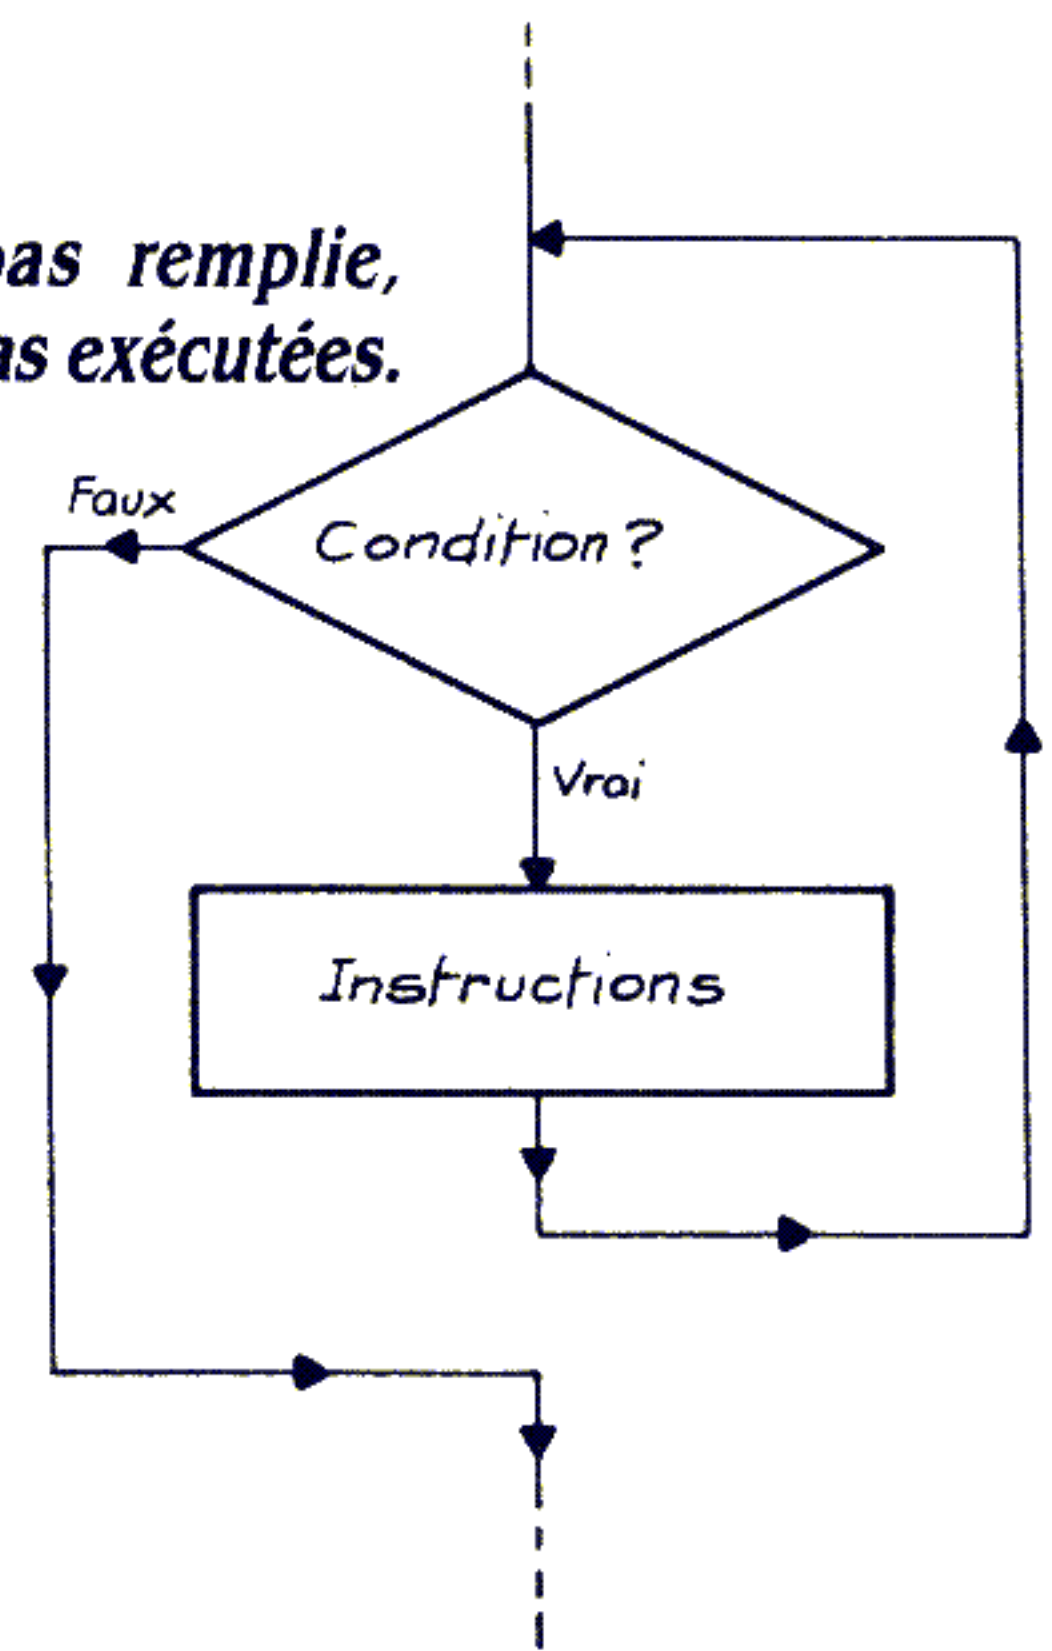 remplie,
exécutées.
Faux
Condition ?
Vrai
Instructions